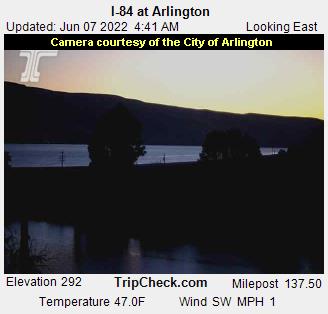 I-84 at Arlington
Updated: Jun 07 2022 4:41 AM Looking East
Camera courtesy of the City of Arlington
Elevation 292 TripCheck.com Milepost 137.50
Temperature 47.0F Wind SW MPH 1